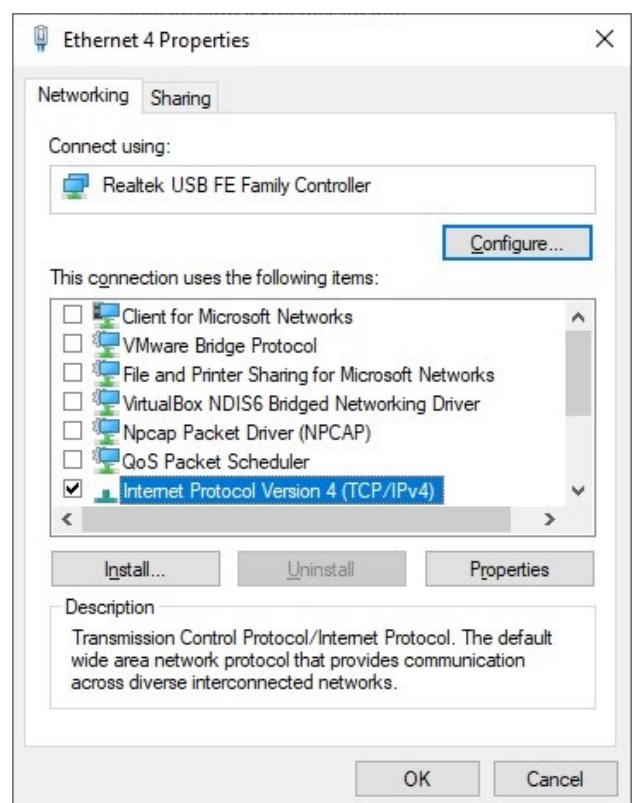 Ethernet 4 Properties
Networking
Sharing
Connect using:
Realtek USB FE Family Controller
Configure...
This connection uses the following items:
Client for Microsoft Networks
VMware Bridge Protocol
File and Printer Sharing for Microsoft Networks
VirtualBox NDIS6 Bridged Networking Driver
Npcap Packet Driver (NPCAP)
QoS Packet Scheduler
Internet Protocol Version 4 (TCP/IPv4)
Install...
Uninstall
Properties
Description
Transmission Control Protocol/Internet Protocol. The default
wide area network protocol that provides communication
across diverse interconnected networks.
OK
Cancel